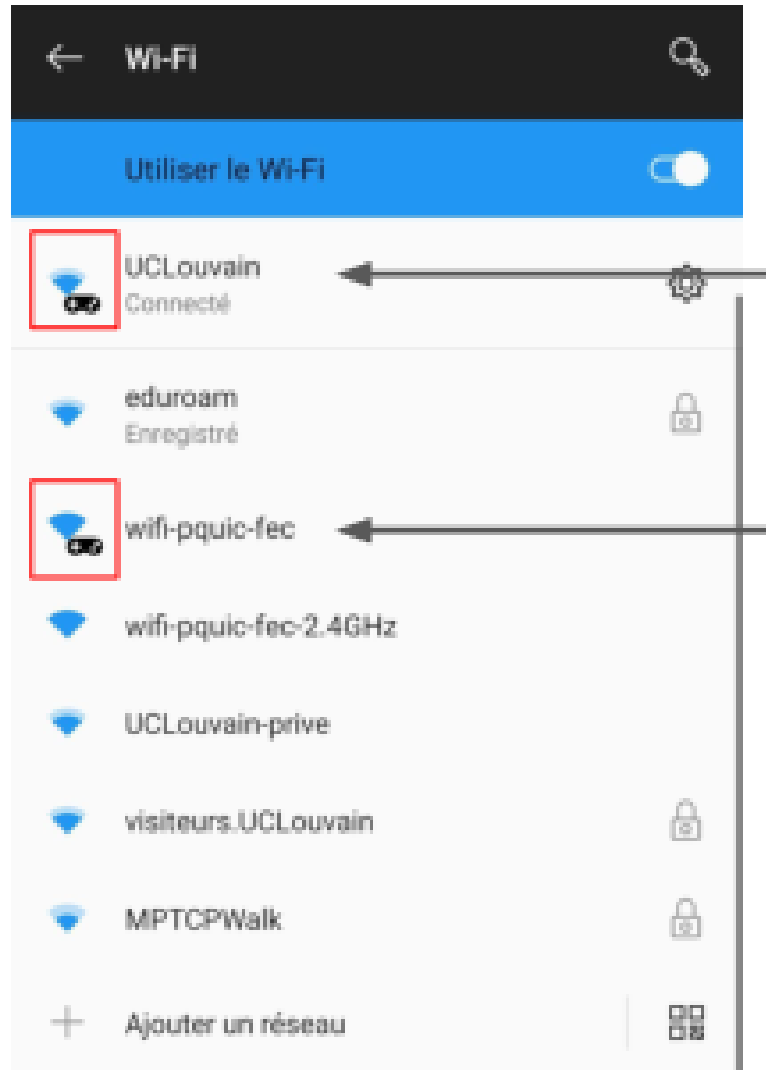 Wi-Fi
Utiliser le Wi-Fi
UCLouvain
Connecté
eduroam
Enregistré
wifi-pquic-fec
wifi-pquic-fec-2.4GHz
UCLouvain-prive
visiteurs.UCLouvain
MPTCPWalk
Ajouter un réseau